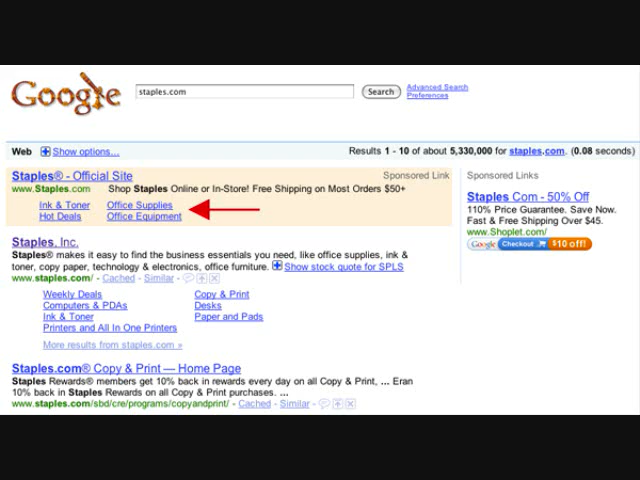 Google
staples.com
Search
Advanced Search
Preferences
Web
Show options...
Results 1 - 10 of about 5,330,000 for staples.com. (0.08 seconds)
Staples® - Official Site
Sponsored Link
www.Staples.com Shop Staples Online or In-Store! Free Shipping on Most Orders $50+
Ink & Toner Office Supplies
Hot Deals Office Equipment
Staples, Inc.
Staples® makes it easy to find the business essentials you need, like office supplies, ink &
toner, copy paper, technology & electronics, office furniture. Show stock quote for SPLS
www.staples.com/ - Cached - Similar -
Weekly Deals Copy & Print
Computers & PDAs Desks
Ink & Toner Paper and Pads
Printers and All In One Printers
More results from staples.com »
Staples.com® Copy & Print — Home Page
Staples Rewards® members get 10% back in rewards every day on all Copy & Print, ... Earn
10% back in Staples Rewards on all Copy & Print purchases. ...
www.staples.com/sbd/cre/programs/copyandprint/ - Cached - Similar -
Sponsored Links
Staples Com - 50% Off
110% Price Guarantee. Save Now.
Fast & Free Shipping Over $45.
www.Shoplet.com/
Google Checkout $10 off!